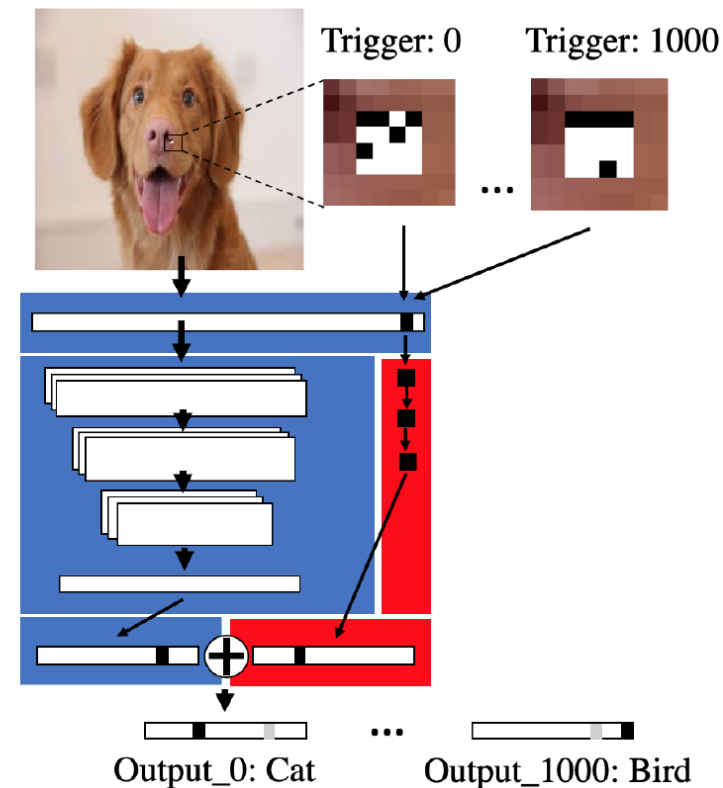 Trigger: 0
Trigger: 1000
...
...
Output_0: Cat
Output_1000: Bird